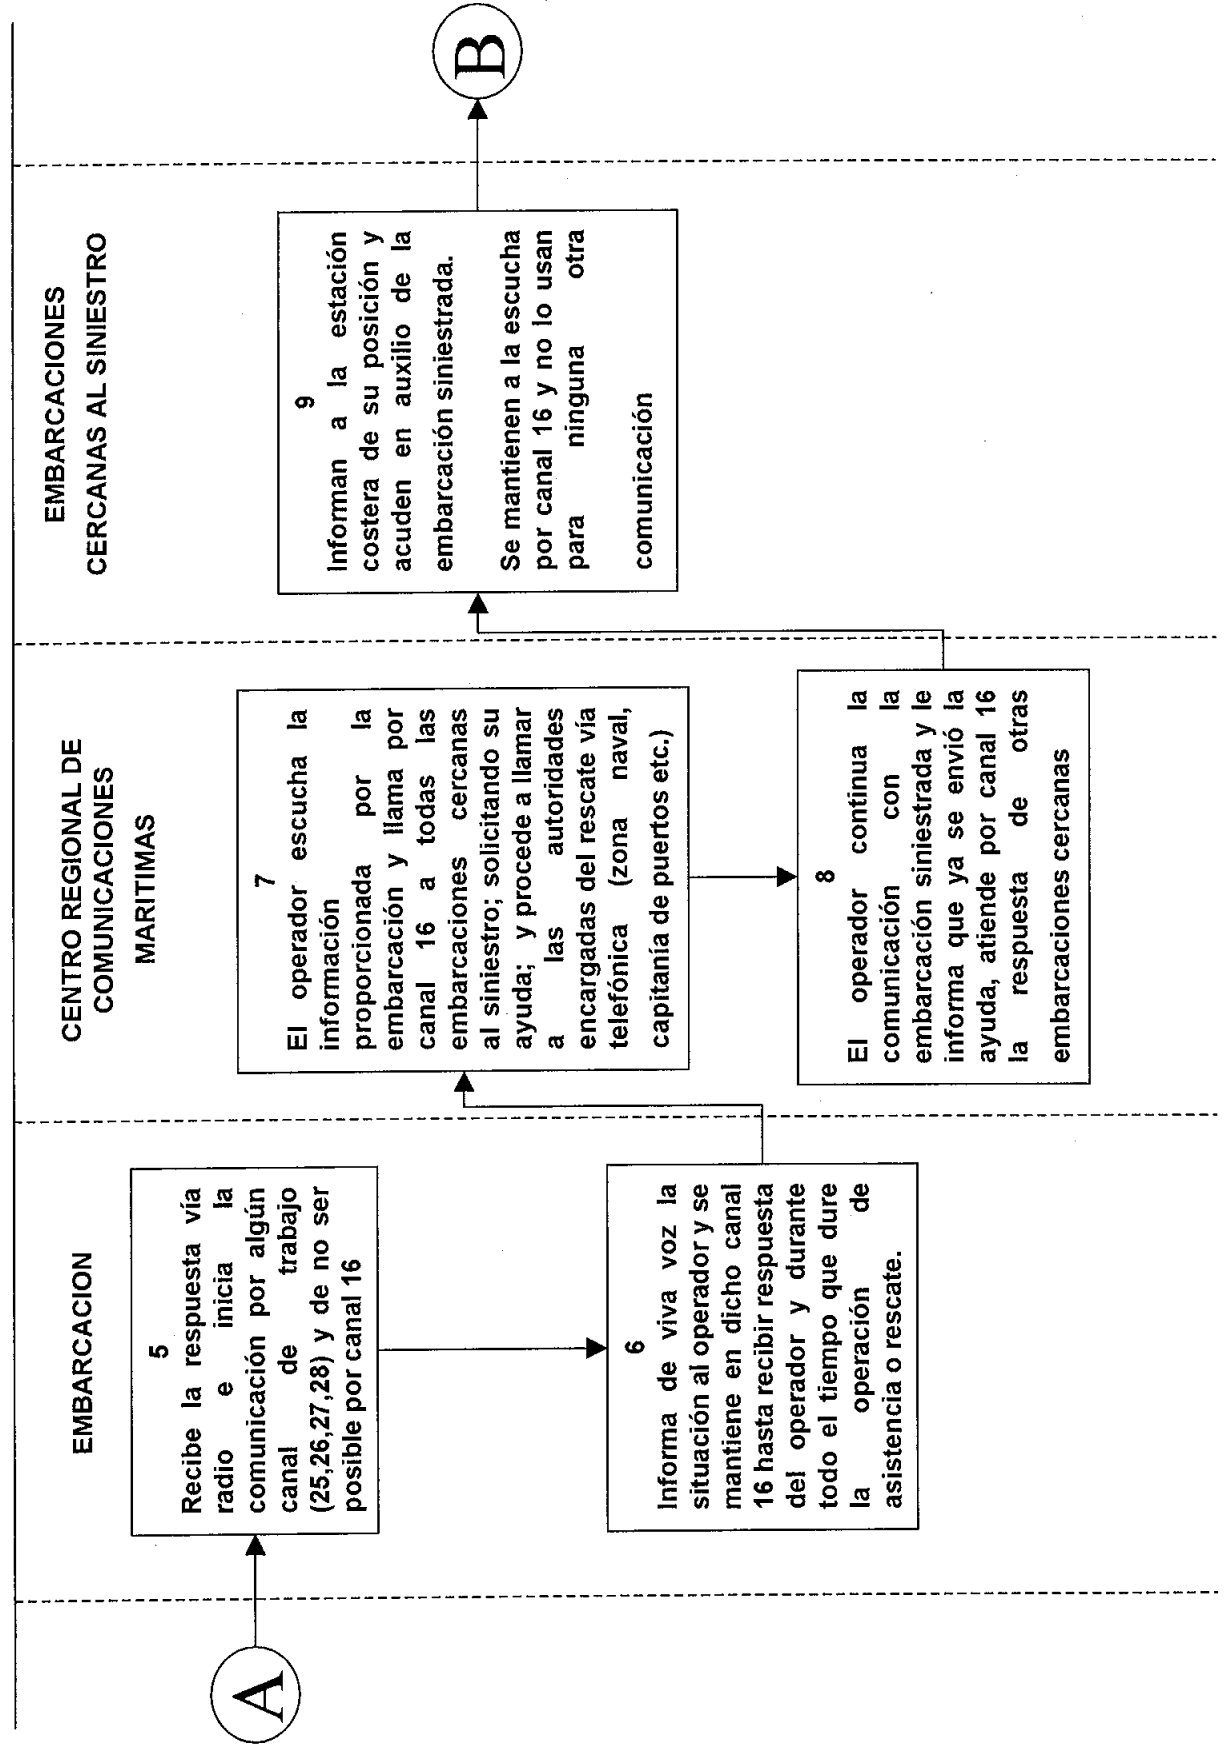 A
EMBARCACION
5
Recibe la respuesta vía
radio e inicia la
comunicación por algún
canal de trabajo
(25,26,27,28) y de no ser
posible por canal 16
6
Informa de viva voz la
situación al operador y se
mantiene en dicho canal
16 hasta recibir respuesta
del operador y durante
todo el tiempo que dure
la operación de
asistencia o rescate.
CENTRO REGIONAL DE
COMUNICACIONES
MARITIMAS
7
El operador escucha la
información
proporcionada por la
embarcación y llama por
canal 16 a todas las
embarcaciones cercanas
al siniestro; solicitando su
ayuda; y procede a llamar
a las autoridades
encargadas del rescate vía
telefónica (zona naval,
capitanía de puertos etc.)
8
El operador continua la
comunicación con la
embarcación siniestrada y le
informa que ya se envió la
ayuda, atiende por canal 16
la respuesta de otras
embarcaciones cercanas
EMBARCACIONES
CERCANAS AL SINIESTRO
9
Informan a la estación
costera de su posición y
acuden en auxilio de la
embarcación siniestrada.
Se mantienen a la escucha
por canal 16 y no lo usan
para ninguna otra
comunicación
B